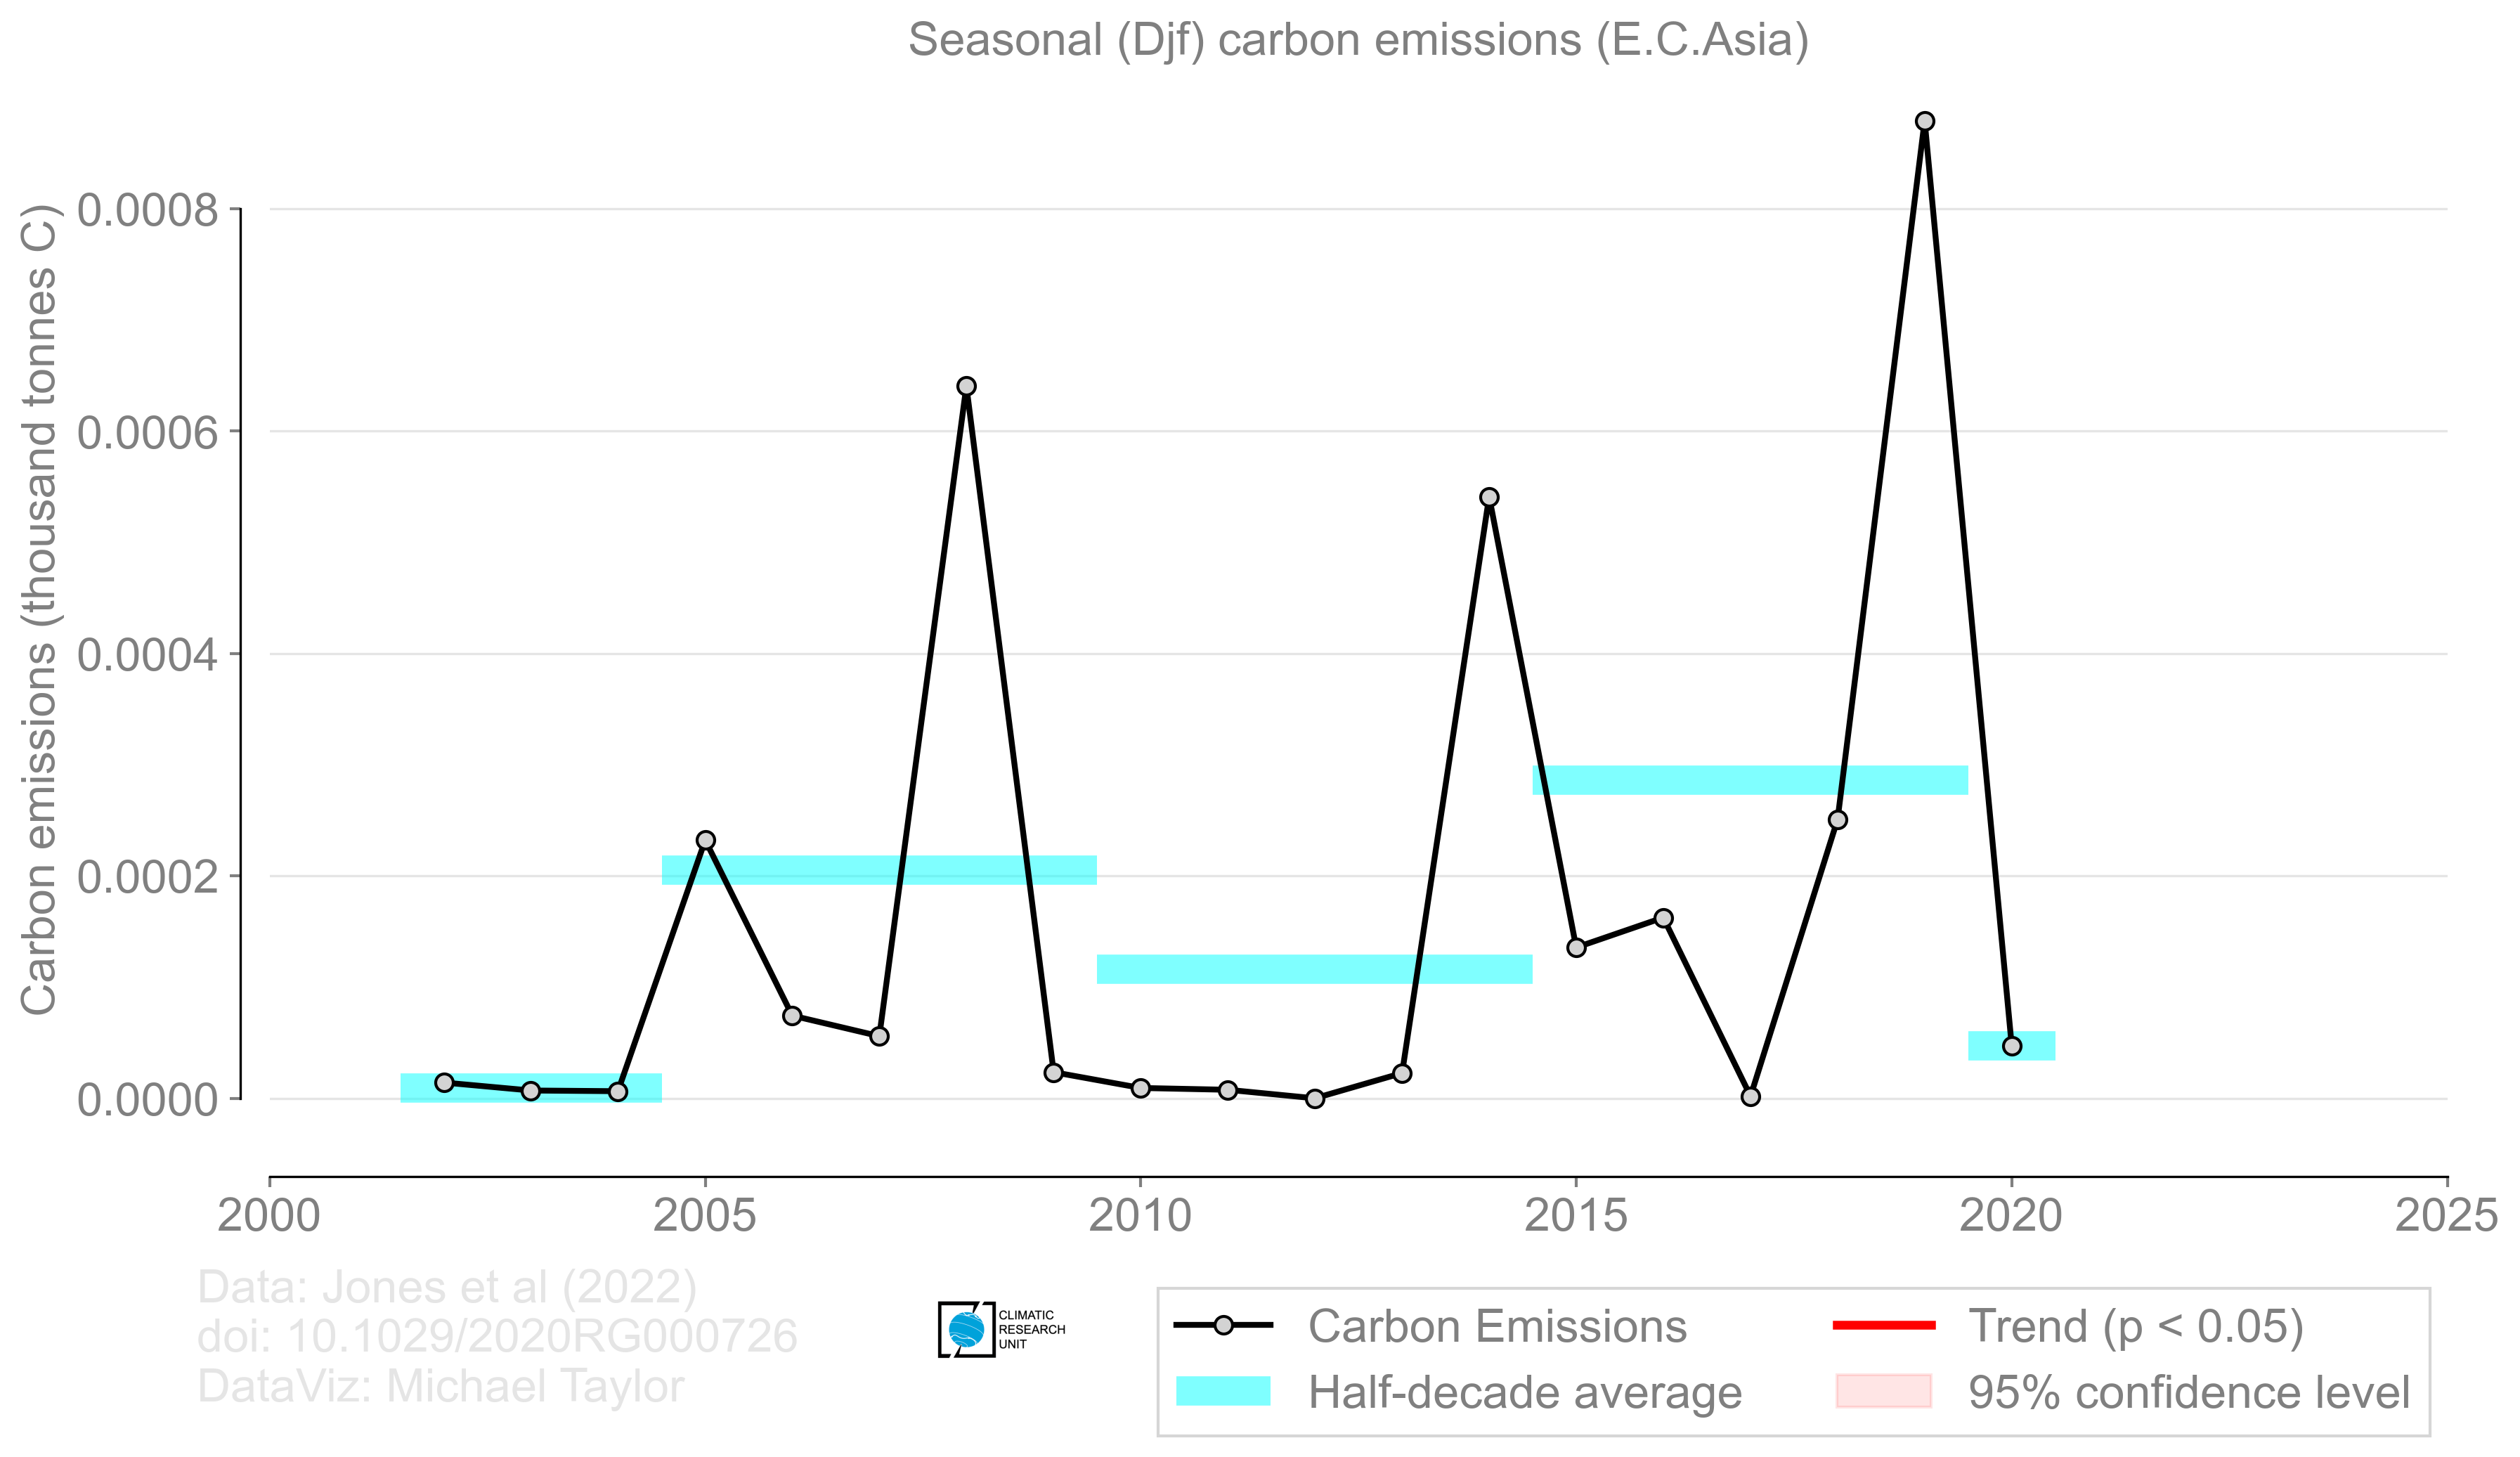 Seasonal (Djf) carbon emissions (E.C.Asia)
Carbon emissions (thousand tonnes C)
0.0008
0.0006
0.0004
0.0002
0.0000
2000 2005 2010 2015 2020 2025
Data: Jones et al (2022)
doi: 10.1029/2020RG000726
DataViz: Michael Taylor
CLIMATIC
RESEARCH
UNIT
Carbon Emissions
Half-decade average
Trend (p < 0.05)
95% confidence level